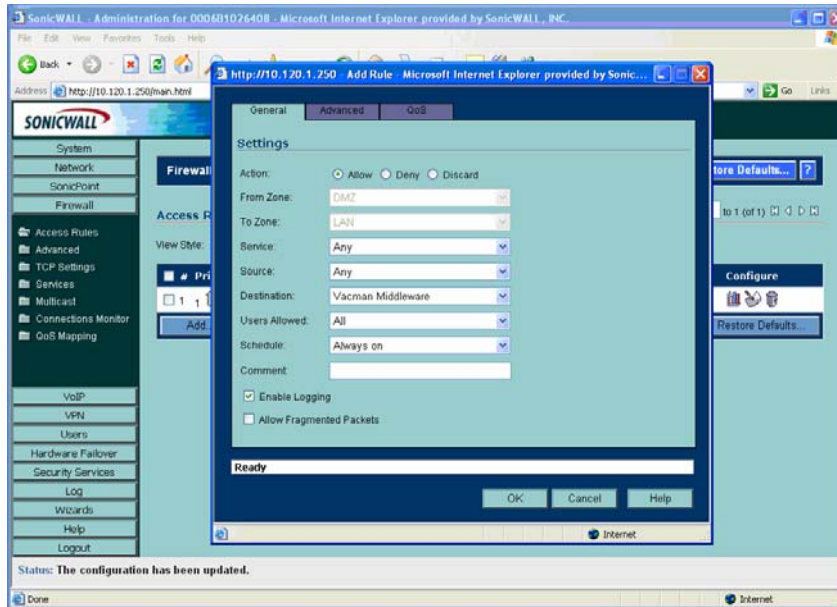 SonicWALL - Administration for 0006B1026408 - Microsoft Internet Explorer provided by SonicWALL, INC.
File Edit View Favorites Tools Help
Back
Address http://10.120.1.250/main.html
Go Links
SONICWALL
System
Network
SonicPoint
Firewall
Access Rules
Advanced
TCP Settings
Services
Multicast
Connections Monitor
QoS Mapping
VoIP
VPN
Users
Hardware Failover
Security Services
Log
Wizards
Help
Logout
Firewall
tore Defaults... ?
Access R
to 1 (of 1)
View Style:
# Pri
Configure
1 1
Add..
Restore Defaults...
http://10.120.1.250 - Add Rule - Microsoft Internet Explorer provided by Sonic...
General Advanced QoS
Settings
Action: Allow Deny Discard
From Zone: DMZ
To Zone: LAN
Service: Any
Source: Any
Destination: Vacman Middleware
Users Allowed: All
Schedule: Always on
Comment:
Enable Logging
Allow Fragmented Packets
Ready
OK Cancel Help
Internet
Status: The configuration has been updated.
Done Internet